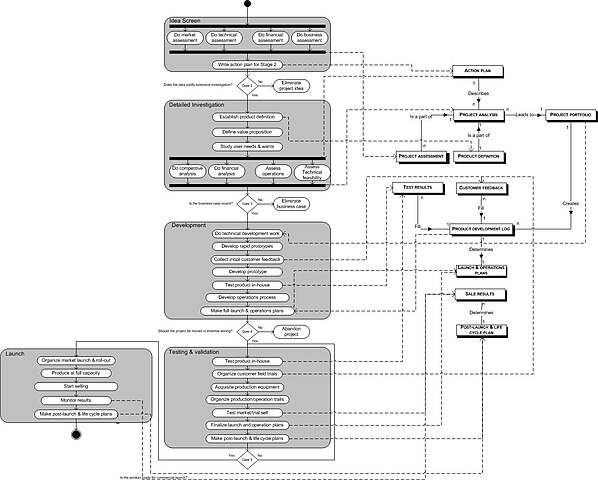 Idea Screen
Do market
assessment
Do technical
assessment
Do financial
assessment
Do business
assessment
Write action plan for Stage 2
Does the idea justify extensive investigation?
Gate 2
No
Yes
Eliminate
project idea
Detailed Investigation
Establish product definition
Define value proposition
Study user needs & wants
Do competitive
analysis
Do financial
analysis
Assess
operations
Assess
Technical
feasibility
Is the business case sound?
Gate 3
No
Yes
Eliminate
business case
Development
Do technical development work
Develop rapid prototypes
Collect initial customer feedback
Develop prototype
Test product in-house
Develop operations process
Make full launch & operations plans
Should the project be moved to external testing?
Gate 4
No
Yes
Abandon
project
Testing & validation
Test product in-house
Organize customer field trials
Acquisite production equipment
Organize production/operation trails
Test market/trial sell
Finalize launch and operation plans
Make post-launch & life cycle plans
Yes
No
Gate 5
Is the product ready for commercial launch?
Launch
Organize market launch & roll-out
Produce at full capacity
Start selling
Monitor results
Make post-launch & life cycle plans
ACTION PLAN
1
Describes
n
PROJECT ANALYSIS
1
Leads to
1
PROJECT PORTFOLIO
1
Is a part of
n
1
Is a part of
1
PROJECT ASSESSMENT
PRODUCT DEFINITION
TEST RESULTS
1
CUSTOMER FEEDBACK
1
Fill
n
Fill
n
PRODUCT DEVELOPMENT LOG
n
Creates
1
Determines
1
LAUNCH & OPERATIONS
PLANS
SALE RESULTS
n
Determines
1
POST-LAUNCH & LIFE
CYCLE PLAN